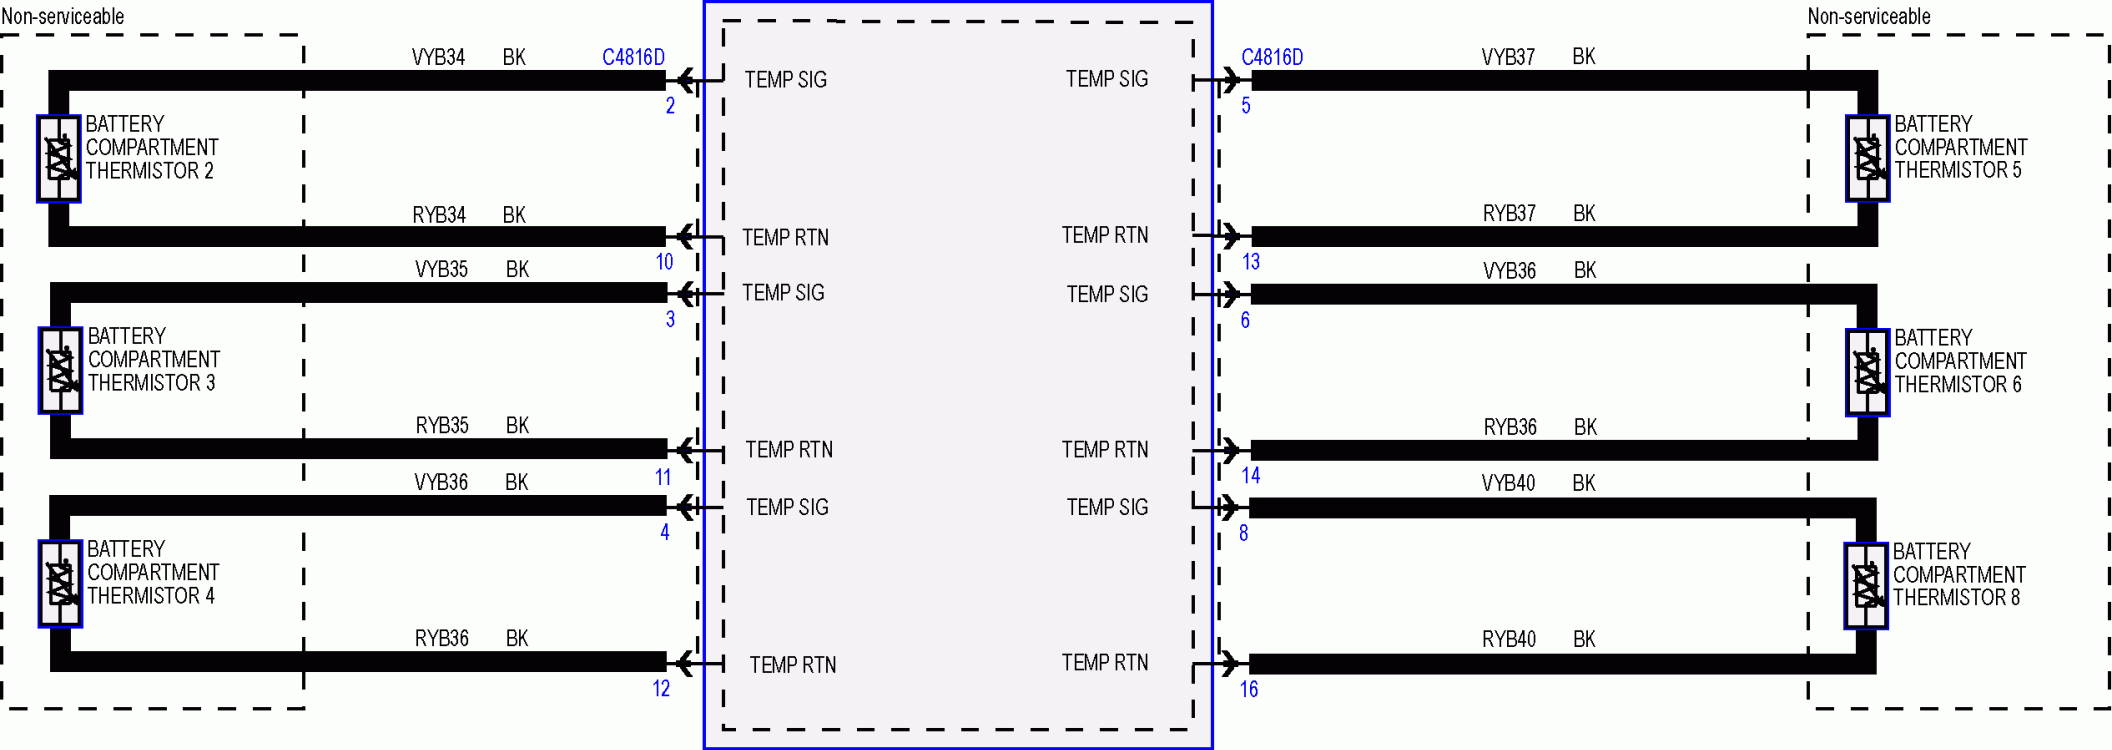 Non-serviceable
VYB34 BK C4816D
2
TEMP SIG
BATTERY
COMPARTMENT
THERMISTOR 2
RYB34 BK
10
TEMP RTN
VYB35 BK
3
TEMP SIG
BATTERY
COMPARTMENT
THERMISTOR 3
RYB35 BK
11
TEMP RTN
VYB36 BK
4
TEMP SIG
BATTERY
COMPARTMENT
THERMISTOR 4
RYB36 BK
12
TEMP RTN
Non-serviceable
C4816D VYB37 BK
TEMP SIG
5
BATTERY
COMPARTMENT
THERMISTOR 5
RYB37 BK
TEMP RTN
13
VYB36 BK
TEMP SIG
6
BATTERY
COMPARTMENT
THERMISTOR 6
RYB36 BK
TEMP RTN
14
VYB40 BK
TEMP SIG
8
BATTERY
COMPARTMENT
THERMISTOR 8
RYB40 BK
TEMP RTN
16